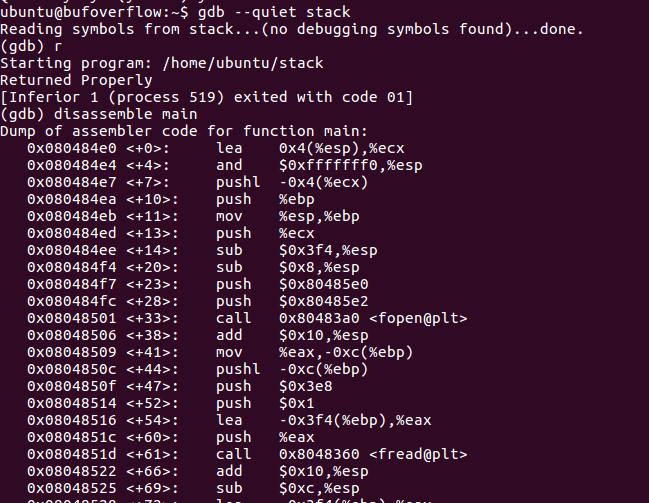 ubuntu@bufoverflow:~$ gdb --quiet stack
Reading symbols from stack...(no debugging symbols found)...done.
(gdb) r
Starting program: /home/ubuntu/stack
Returned Properly
[Inferior 1 (process 519) exited with code 01]
(gdb) disassemble main
Dump of assembler code for function main:
0x080484e0 <+0>: lea 0x4(%esp),%ecx
0x080484e4 <+4>: and $0xfffffff0,%esp
0x080484e7 <+7>: pushl -0x4(%ecx)
0x080484ea <+10>: push %ebp
0x080484eb <+11>: mov %esp,%ebp
0x080484ed <+13>: push %ecx
0x080484ee <+14>: sub $0x3f4,%esp
0x080484f4 <+20>: sub $0x8,%esp
0x080484f7 <+23>: push $0x80485e0
0x080484fc <+28>: push $0x80485e2
0x08048501 <+33>: call 0x80483a0 <fopen@plt>
0x08048506 <+38>: add $0x10,%esp
0x08048509 <+41>: mov %eax,-0xc(%ebp)
0x0804850c <+44>: pushl -0xc(%ebp)
0x0804850f <+47>: push $0x3e8
0x08048514 <+52>: push $0x1
0x08048516 <+54>: lea -0x3f4(%ebp),%eax
0x0804851c <+60>: push %eax
0x0804851d <+61>: call 0x8048360 <fread@plt>
0x08048522 <+66>: add $0x10,%esp
0x08048525 <+69>: sub $0xc,%esp